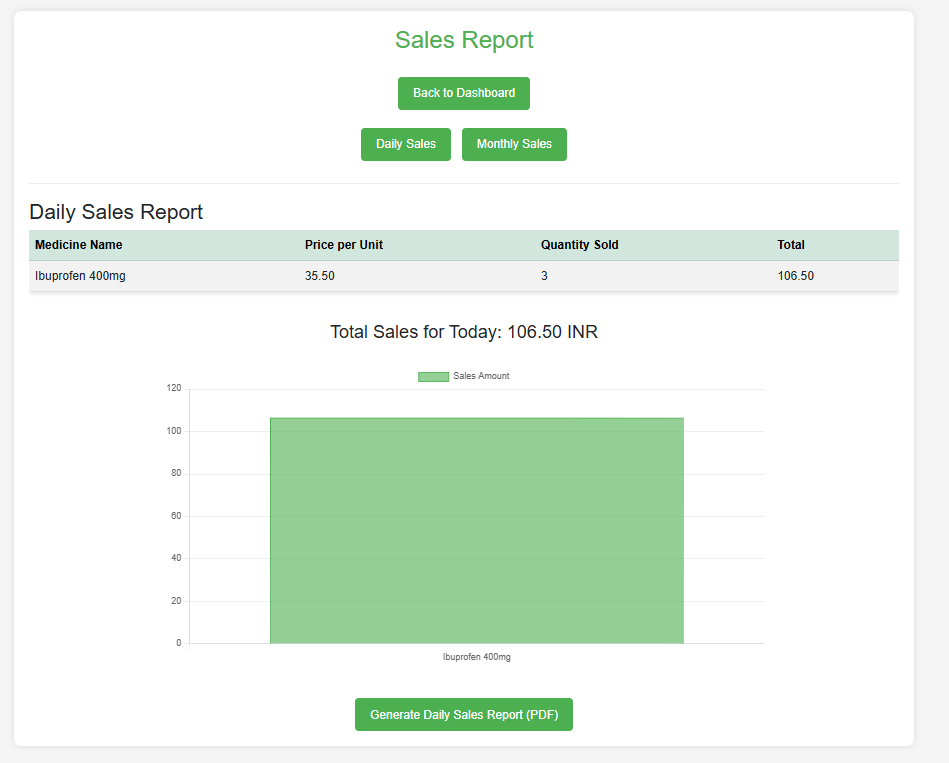 Sales Report
Back to Dashboard
Daily Sales Monthly Sales
Daily Sales Report
Medicine Name Price per Unit Quantity Sold Total
Ibuprofen 400mg 35.50 3 106.50
Total Sales for Today: 106.50 INR
Sales Amount
120
100
80
60
40
20
0
Ibuprofen 400mg
Generate Daily Sales Report (PDF)